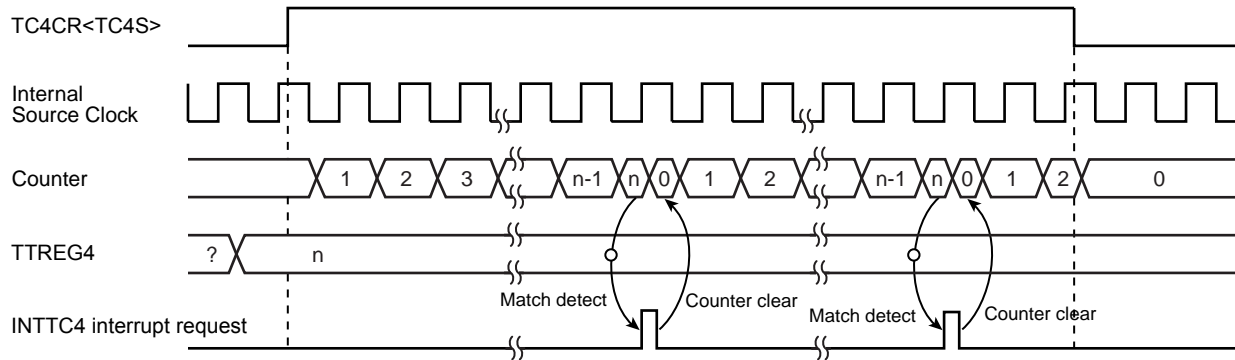 TC4CR<TC4S>
Internal
Source Clock
Counter 1 2 3 n-1 n 0 1 2 n-1 n 0 1 2 0
TTREG4 ? n
Match detect Counter clear Match detect Counter clear
INTTC4 interrupt request